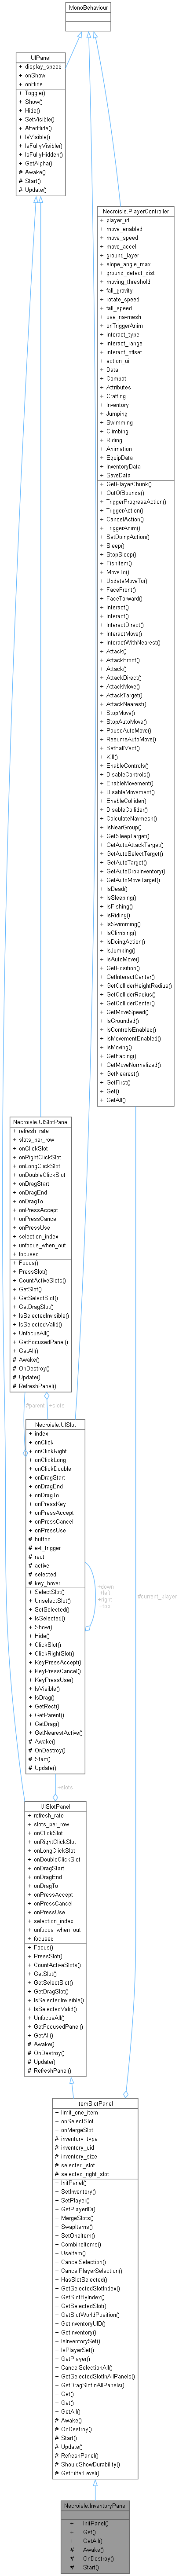 MonoBehaviour
UIPanel
+ display_speed
+ onShow
+ onHide
+ Toggle()
+ Show()
+ Hide()
+ SetVisible()
+ AfterHide()
+ IsVisible()
+ IsFullyVisible()
+ IsFullyHidden()
+ GetAlpha()
# Awake()
# Start()
# Update()
Necroisle.PlayerController
+ player_id
+ move_enabled
+ move_speed
+ move_accel
+ ground_layer
+ slope_angle_max
+ ground_detect_dist
+ moving_threshold
+ fall_gravity
+ rotate_speed
+ fall_speed
+ use_navmesh
+ onTriggerAnim
+ interact_type
+ interact_range
+ interact_offset
+ action_ui
+ Data
+ Combat
+ Attributes
+ Crafting
+ Inventory
+ Jumping
+ Swimming
+ Climbing
+ Riding
+ Animation
+ EquipData
+ InventoryData
+ SaveData
+ GetPlayerChunk()
+ OutOfBounds()
+ TriggerProgressAction()
+ TriggerAction()
+ CancelAction()
+ TriggerAnim()
+ SetDoingAction()
+ Sleep()
+ StopSleep()
+ FishItem()
+ MoveTo()
+ UpdateMoveTo()
+ FaceFront()
+ FaceTorward()
+ Interact()
+ Interact()
+ InteractDirect()
+ InteractMove()
+ InteractWithNearest()
+ Attack()
+ AttackFront()
+ Attack()
+ AttackDirect()
+ AttackMove()
+ AttackTarget()
+ AttackNearest()
+ StopMove()
+ StopAutoMove()
+ PauseAutoMove()
+ ResumeAutoMove()
+ SetFallVect()
+ Kill()
+ EnableControls()
+ DisableControls()
+ EnableMovement()
+ DisableMovement()
+ EnableCollider()
+ DisableCollider()
+ CalculateNavmesh()
+ IsNearGroup()
+ GetSleepTarget()
+ GetAutoAttackTarget()
+ GetAutoSelectTarget()
+ GetAutoTarget()
+ GetAutoDropInventory()
+ GetAutoMoveTarget()
+ IsDead()
+ IsSleeping()
+ IsFishing()
+ IsRiding()
+ IsSwimming()
+ IsClimbing()
+ IsDoingAction()
+ IsJumping()
+ IsAutoMove()
+ GetPosition()
+ GetInteractCenter()
+ GetColliderHeightRadius()
+ GetColliderRadius()
+ GetColliderCenter()
+ GetMoveSpeed()
+ IsGrounded()
+ IsControlsEnabled()
+ IsMovementEnabled()
+ IsMoving()
+ GetFacing()
+ GetMoveNormalized()
+ GetNearest()
+ GetFirst()
+ Get()
+ GetAll()
Necroisle.UISlotPanel
+ refresh_rate
+ slots_per_row
+ onClickSlot
+ onRightClickSlot
+ onLongClickSlot
+ onDoubleClickSlot
+ onDragStart
+ onDragEnd
+ onDragTo
+ onPressAccept
+ onPressCancel
+ onPressUse
+ selection_index
+ unfocus_when_out
+ focused
+ Focus()
+ PressSlot()
+ CountActiveSlots()
+ GetSlot()
+ GetSelectSlot()
+ GetDragSlot()
+ IsSelectedInvisible()
+ IsSelectedValid()
+ UnfocusAll()
+ GetFocusedPanel()
+ GetAll()
# Awake()
# OnDestroy()
# Update()
# RefreshPanel()
#parent
+slots
#current_player
Necroisle.UISlot
+ index
+ onClick
+ onClickRight
+ onClickLong
+ onClickDouble
+ onDragStart
+ onDragEnd
+ onDragTo
+ onPressKey
+ onPressAccept
+ onPressCancel
+ onPressUse
# button
# evt_trigger
# rect
# active
# selected
# key_hover
+ SelectSlot()
+ UnselectSlot()
+ SetSelected()
+ IsSelected()
+ Show()
+ Hide()
+ ClickSlot()
+ ClickRightSlot()
+ KeyPressAccept()
+ KeyPressCancel()
+ KeyPressUse()
+ IsVisible()
+ IsDrag()
+ GetRect()
+ GetParent()
+ GetDrag()
+ GetNearestActive()
# Awake()
# OnDestroy()
# Start()
# Update()
+down
+left
+right
+top
+slots
UISlotPanel
+ refresh_rate
+ slots_per_row
+ onClickSlot
+ onRightClickSlot
+ onLongClickSlot
+ onDoubleClickSlot
+ onDragStart
+ onDragEnd
+ onDragTo
+ onPressAccept
+ onPressCancel
+ onPressUse
+ selection_index
+ unfocus_when_out
+ focused
+ Focus()
+ PressSlot()
+ CountActiveSlots()
+ GetSlot()
+ GetSelectSlot()
+ GetDragSlot()
+ IsSelectedInvisible()
+ IsSelectedValid()
+ UnfocusAll()
+ GetFocusedPanel()
+ GetAll()
# Awake()
# OnDestroy()
# Update()
# RefreshPanel()
ItemSlotPanel
+ limit_one_item
+ onSelectSlot
+ onMergeSlot
# inventory_type
# inventory_uid
# inventory_size
# selected_slot
# selected_right_slot
+ InitPanel()
+ SetInventory()
+ SetPlayer()
+ GetPlayerID()
+ MergeSlots()
+ SwapItems()
+ SetOneItem()
+ CombineItems()
+ UseItem()
+ CancelSelection()
+ CancelPlayerSelection()
+ HasSlotSelected()
+ GetSelectedSlotIndex()
+ GetSlotByIndex()
+ GetSelectedSlot()
+ GetSlotWorldPosition()
+ GetInventoryUID()
+ GetInventory()
+ IsInventorySet()
+ IsPlayerSet()
+ GetPlayer()
+ CancelSelectionAll()
+ GetSelectedSlotInAllPanels()
+ GetDragSlotInAllPanels()
+ Get()
+ Get()
+ GetAll()
# Awake()
# OnDestroy()
# Start()
# Update()
# RefreshPanel()
# ShouldShowDurability()
# GetFilterLevel()
Necroisle.InventoryPanel
+ InitPanel()
+ Get()
+ GetAll()
# Awake()
# OnDestroy()
# Start()